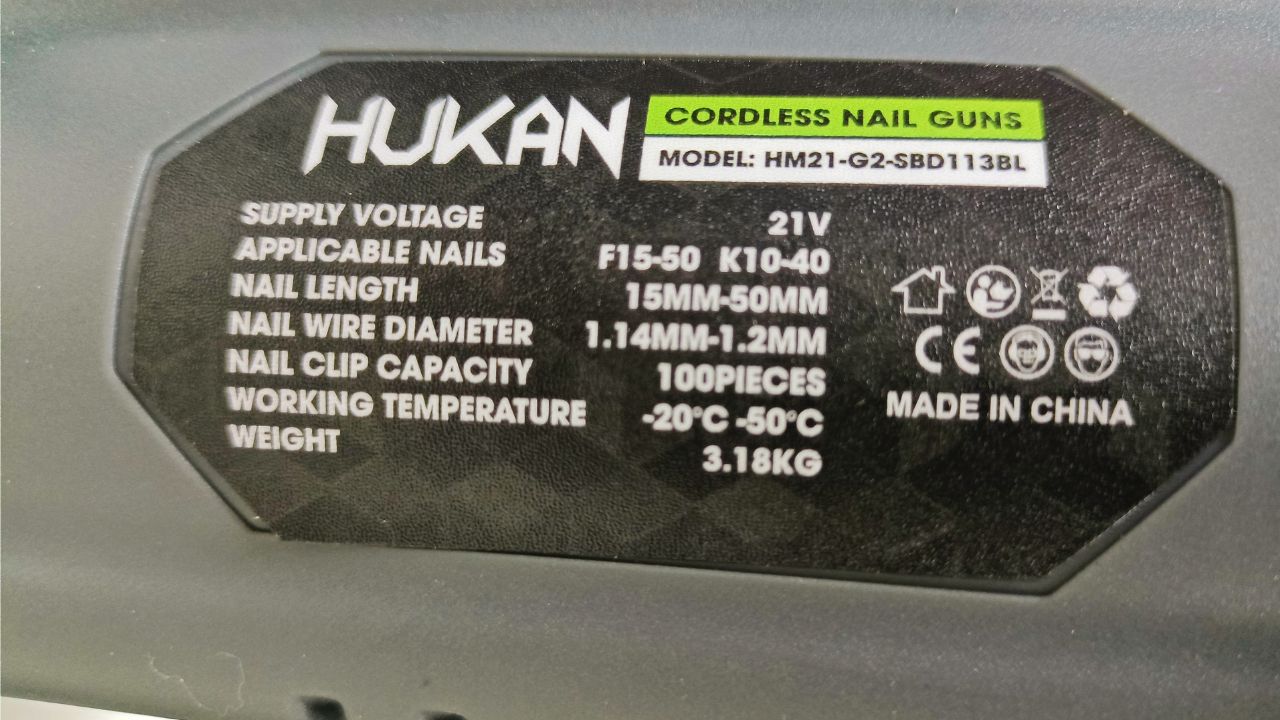 HUKAN
CORDLESS NAIL GUNS
MODEL: HM21-G2-SBD113BL
SUPPLY VOLTAGE 21V
APPLICABLE NAILS F15-50 K10-40
NAIL LENGTH 15MM-50MM
NAIL WIRE DIAMETER 1.14MM-1.2MM
NAIL CLIP CAPACITY 100PIECES
WORKING TEMPERATURE -20°C -50°C
WEIGHT 3.18KG
CE
MADE IN CHINA